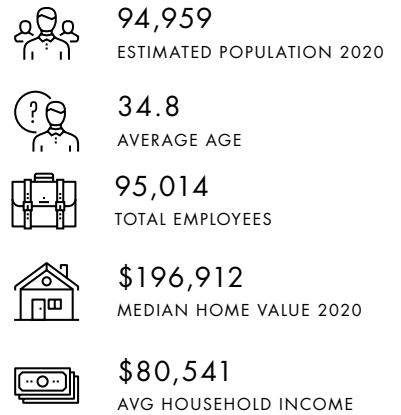 94,959
ESTIMATED POPULATION 2020
?
34.8
AVERAGE AGE
95,014
TOTAL EMPLOYEES
$196,912
MEDIAN HOME VALUE 2020
$80,541
AVG HOUSEHOLD INCOME